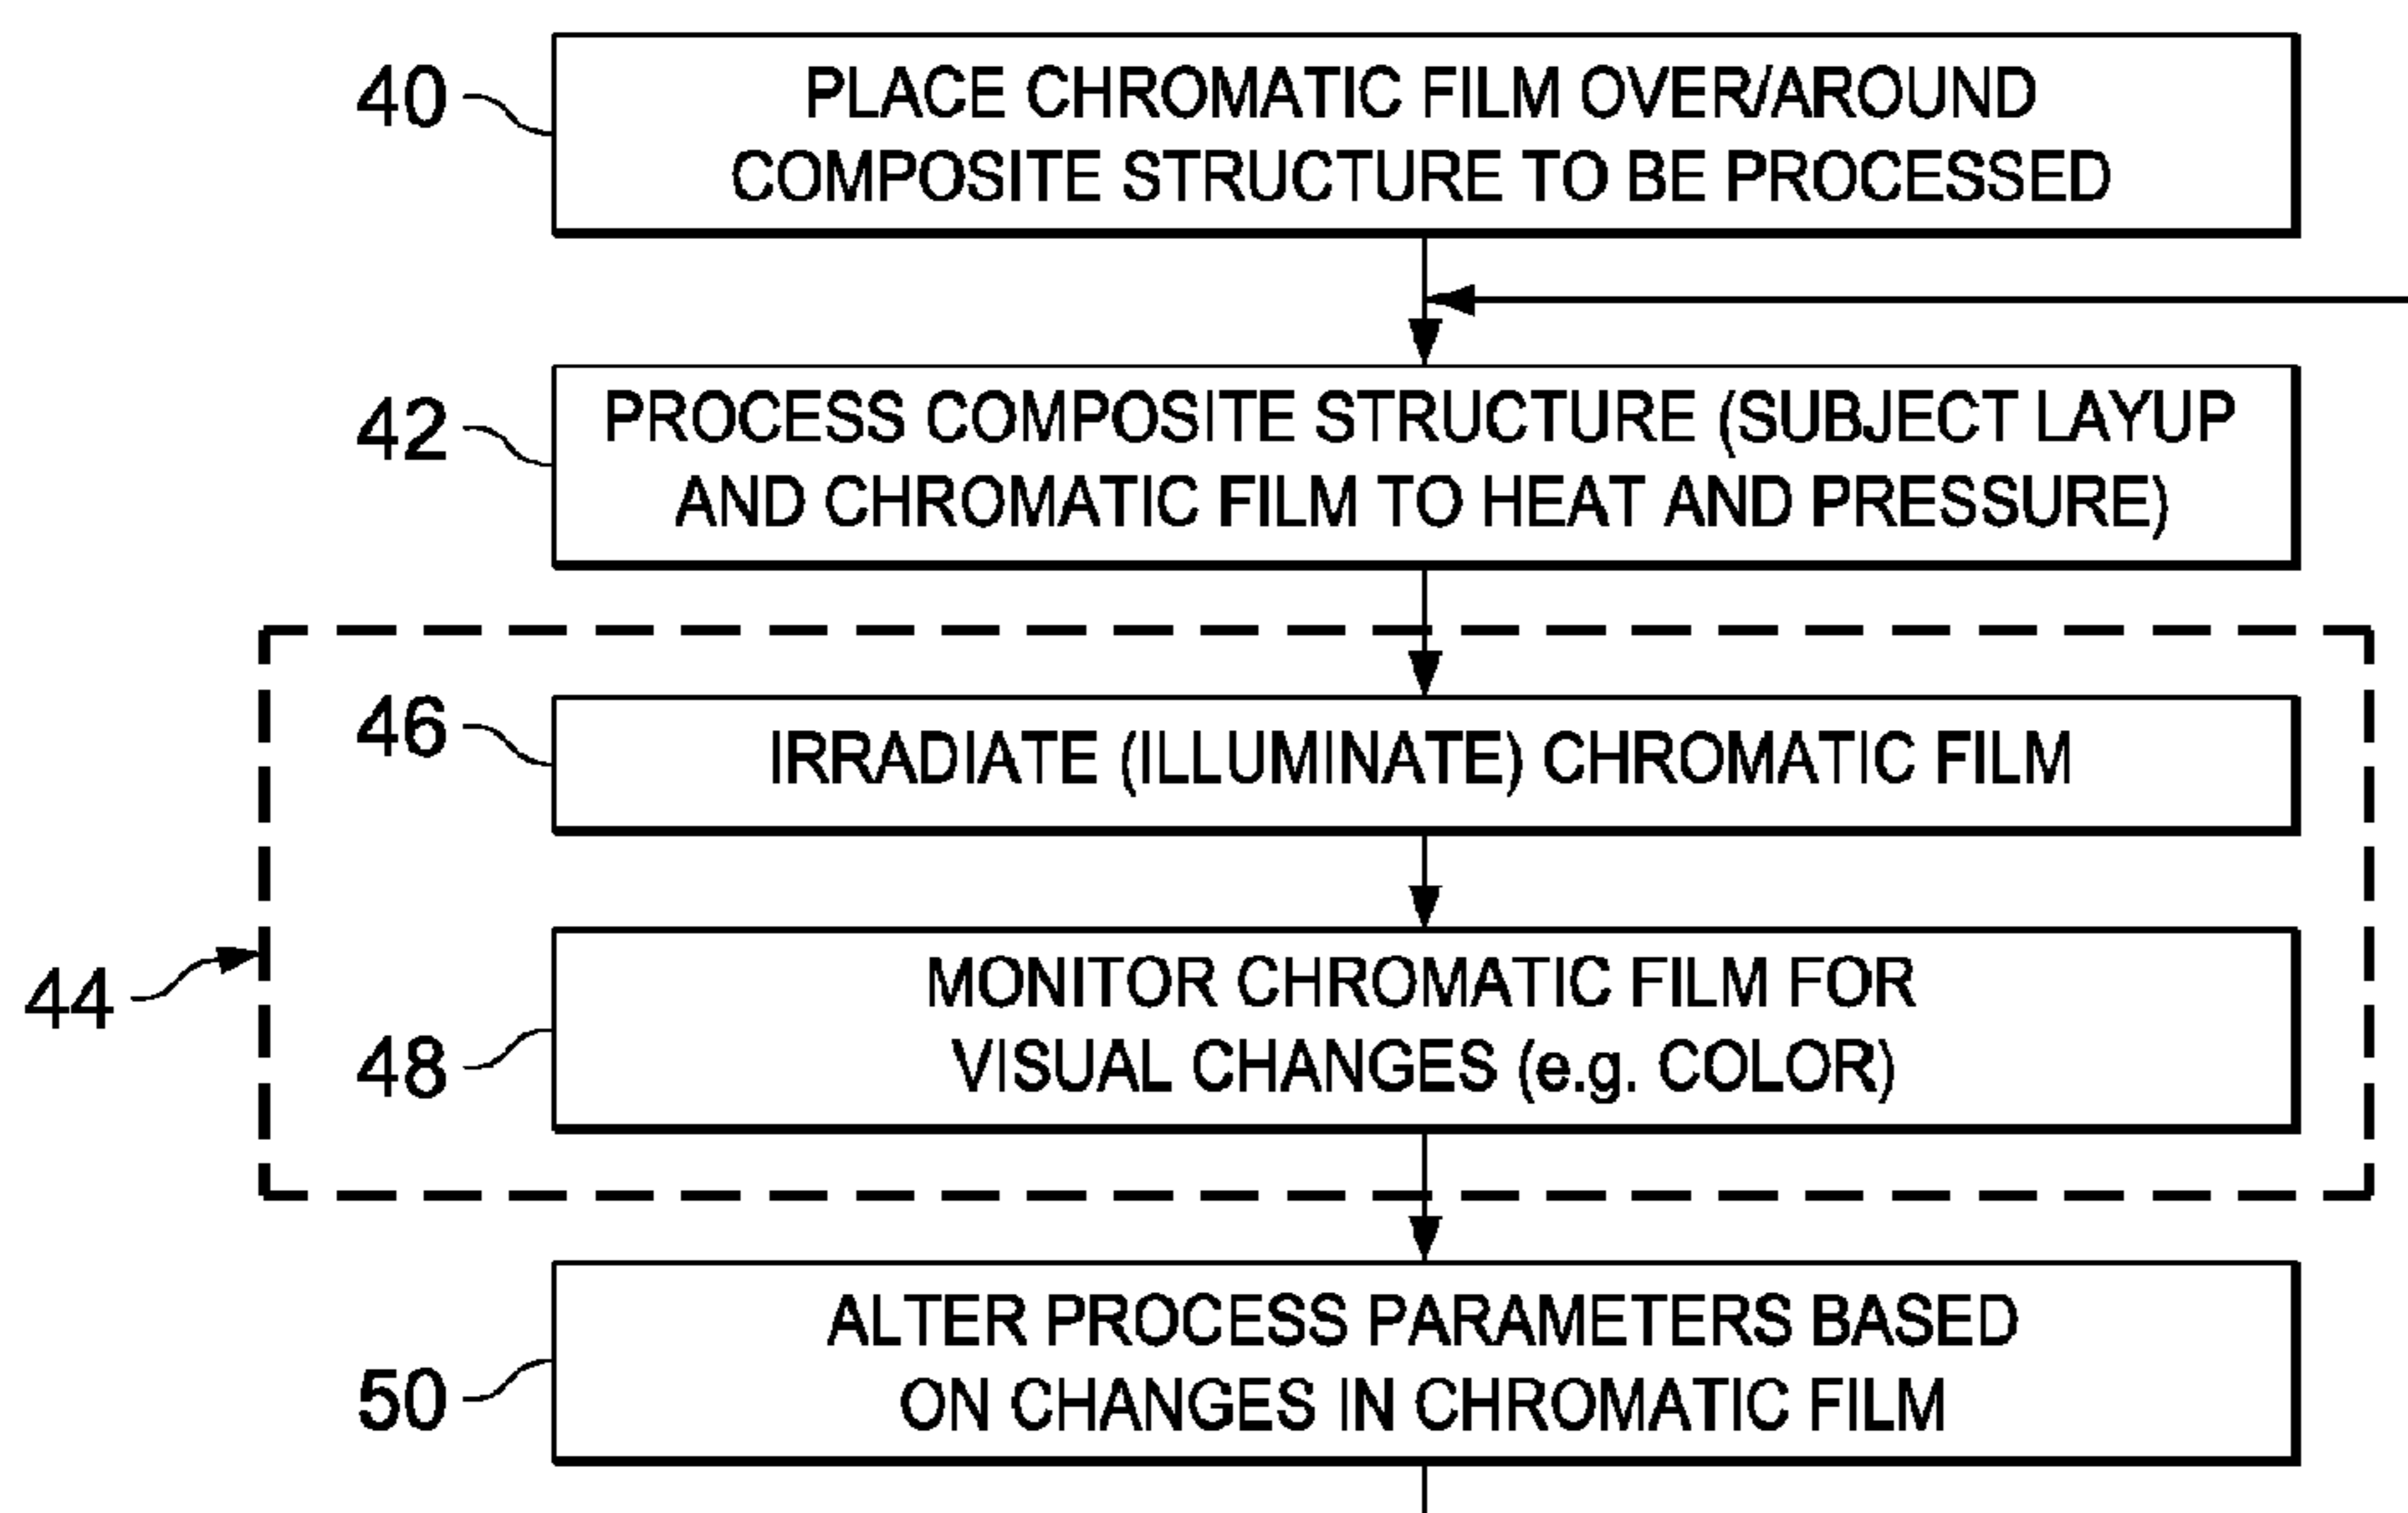 40
PLACE CHROMATIC FILM OVER/AROUND
COMPOSITE STRUCTURE TO BE PROCESSED
42
PROCESS COMPOSITE STRUCTURE (SUBJECT LAYUP
AND CHROMATIC FILM TO HEAT AND PRESSURE)
46
IRRADIATE (ILLUMINATE) CHROMATIC FILM
44
48
MONITOR CHROMATIC FILM FOR
VISUAL CHANGES (e.g. COLOR)
50
ALTER PROCESS PARAMETERS BASED
ON CHANGES IN CHROMATIC FILM